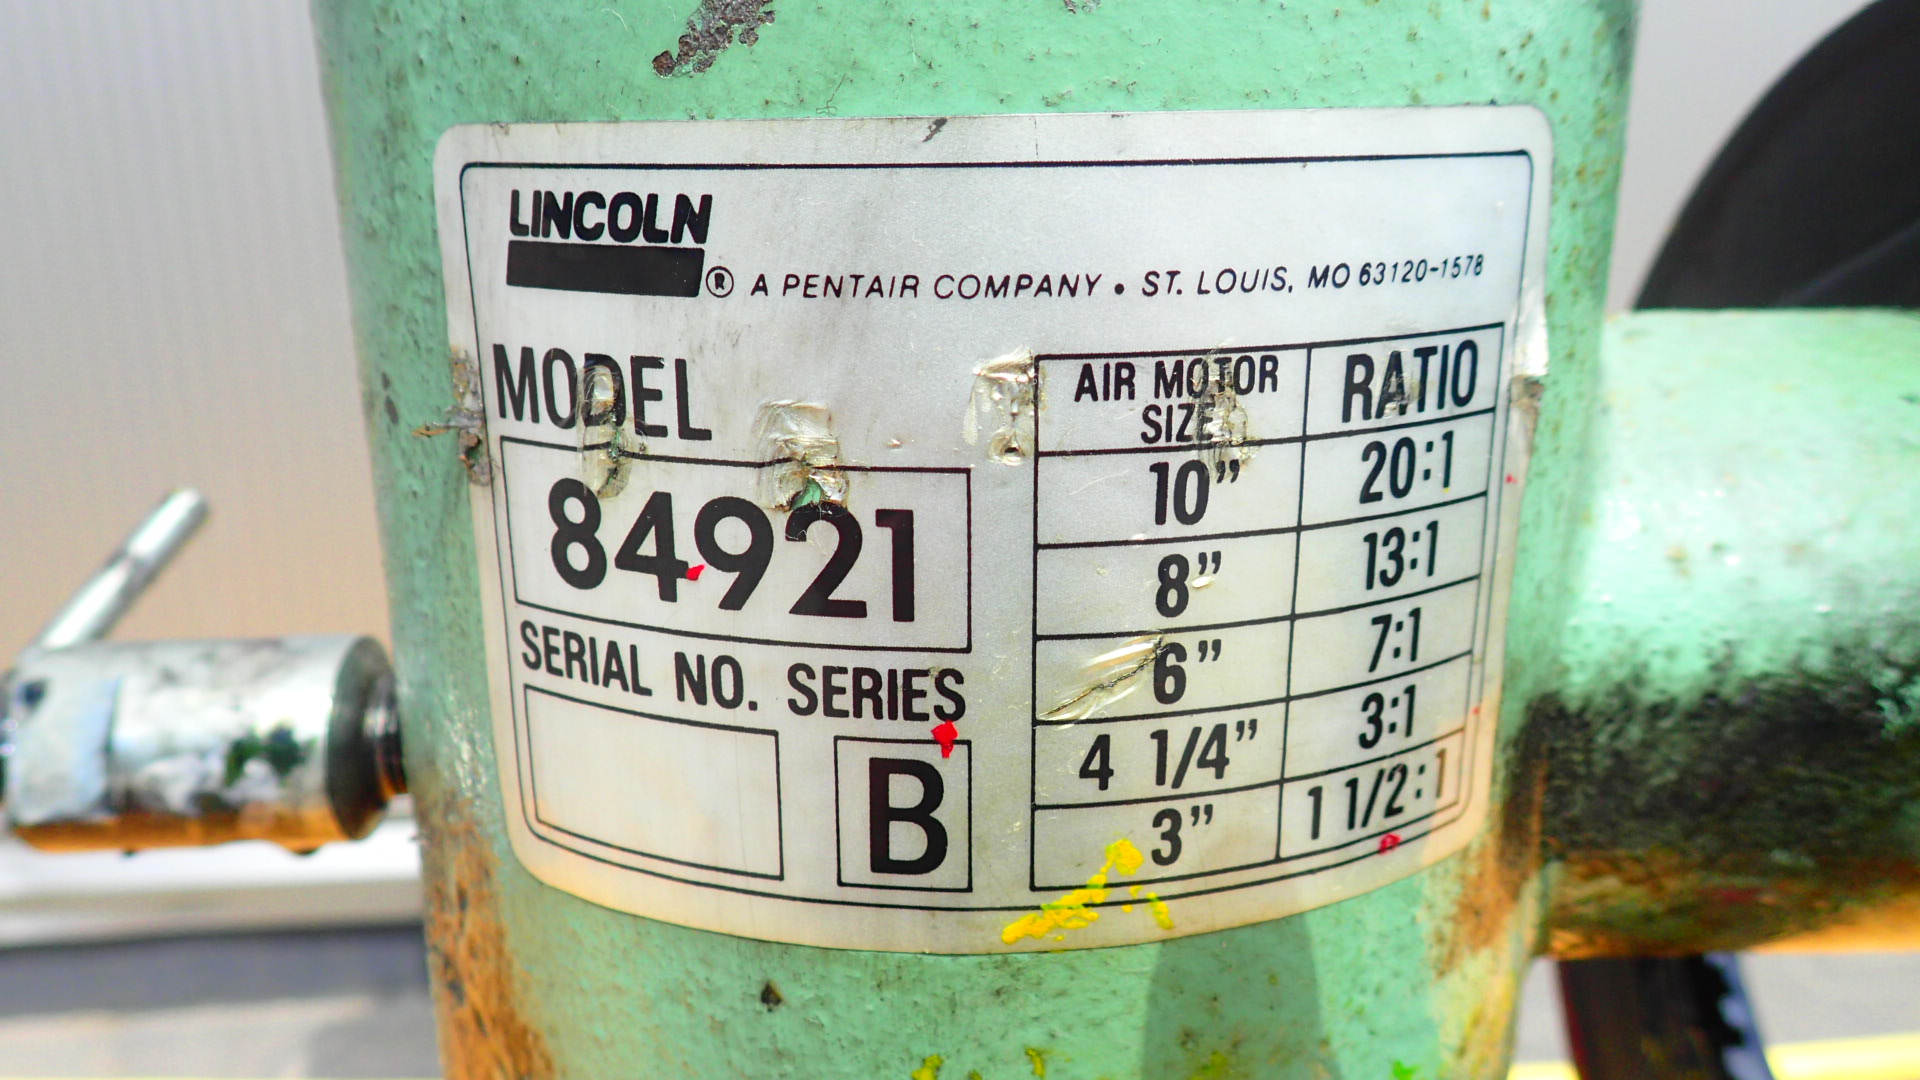 LINCOLN
® A PENTAIR COMPANY • ST. LOUIS, MO 63120-1578
MODEL
84921
SERIAL NO. SERIES
B
AIR MOTOR SIZE RATIO
10” 20:1
8” 13:1
6” 7:1
4 1/4” 3:1
3” 1 1/2:1